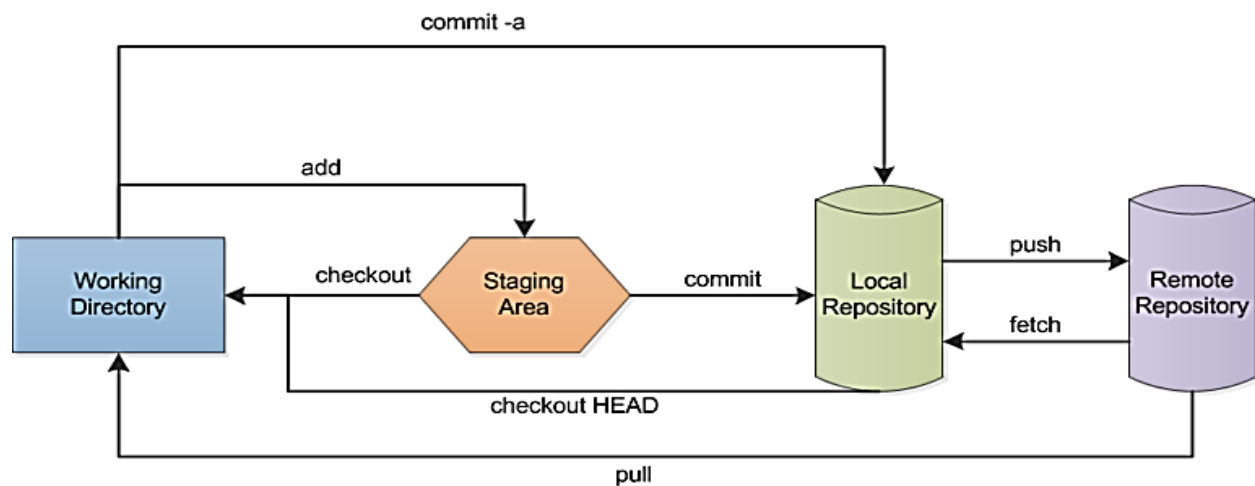 commit -a
add
Working
Directory
checkout
Staging
Area
commit
Local
Repository
push
fetch
Remote
Repository
checkout HEAD
pull